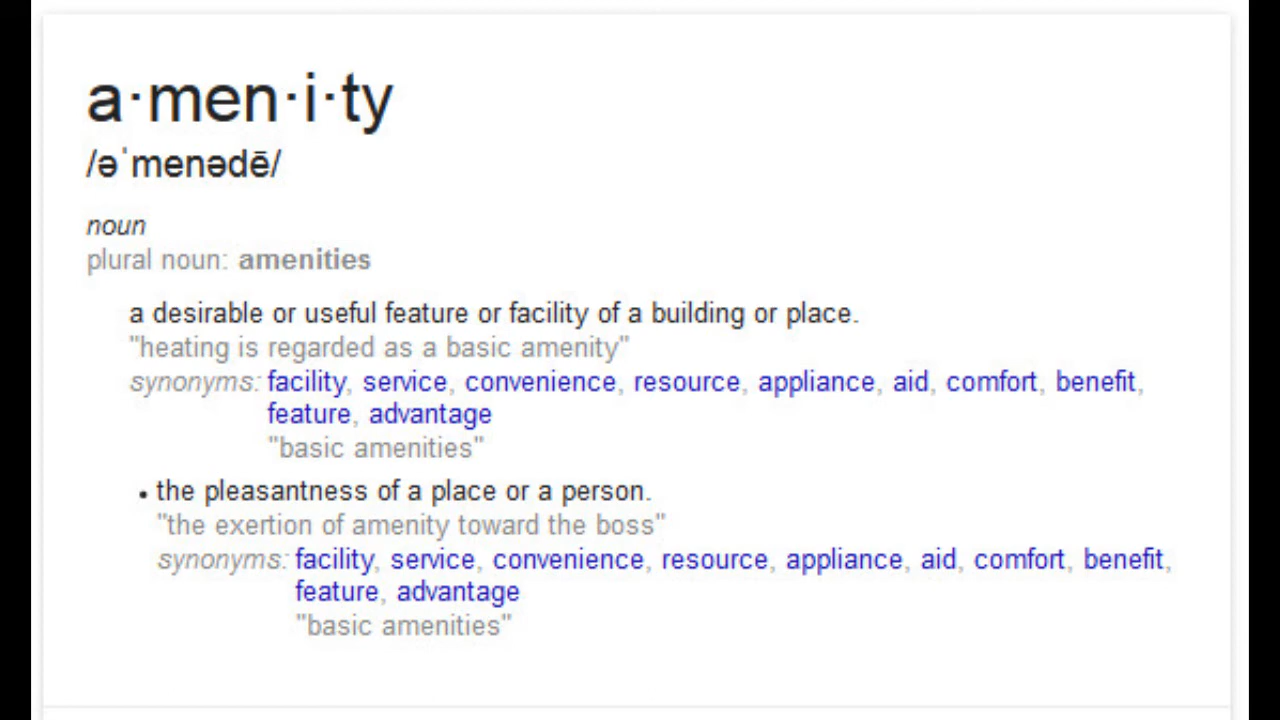 a·men·i·ty
/əˈmenədē/
noun
plural noun: amenities
a desirable or useful feature or facility of a building or place.
"heating is regarded as a basic amenity"
synonyms: facility, service, convenience, resource, appliance, aid, comfort, benefit,
feature, advantage
"basic amenities"
• the pleasantness of a place or a person.
"the exertion of amenity toward the boss"
synonyms: facility, service, convenience, resource, appliance, aid, comfort, benefit,
feature, advantage
"basic amenities"